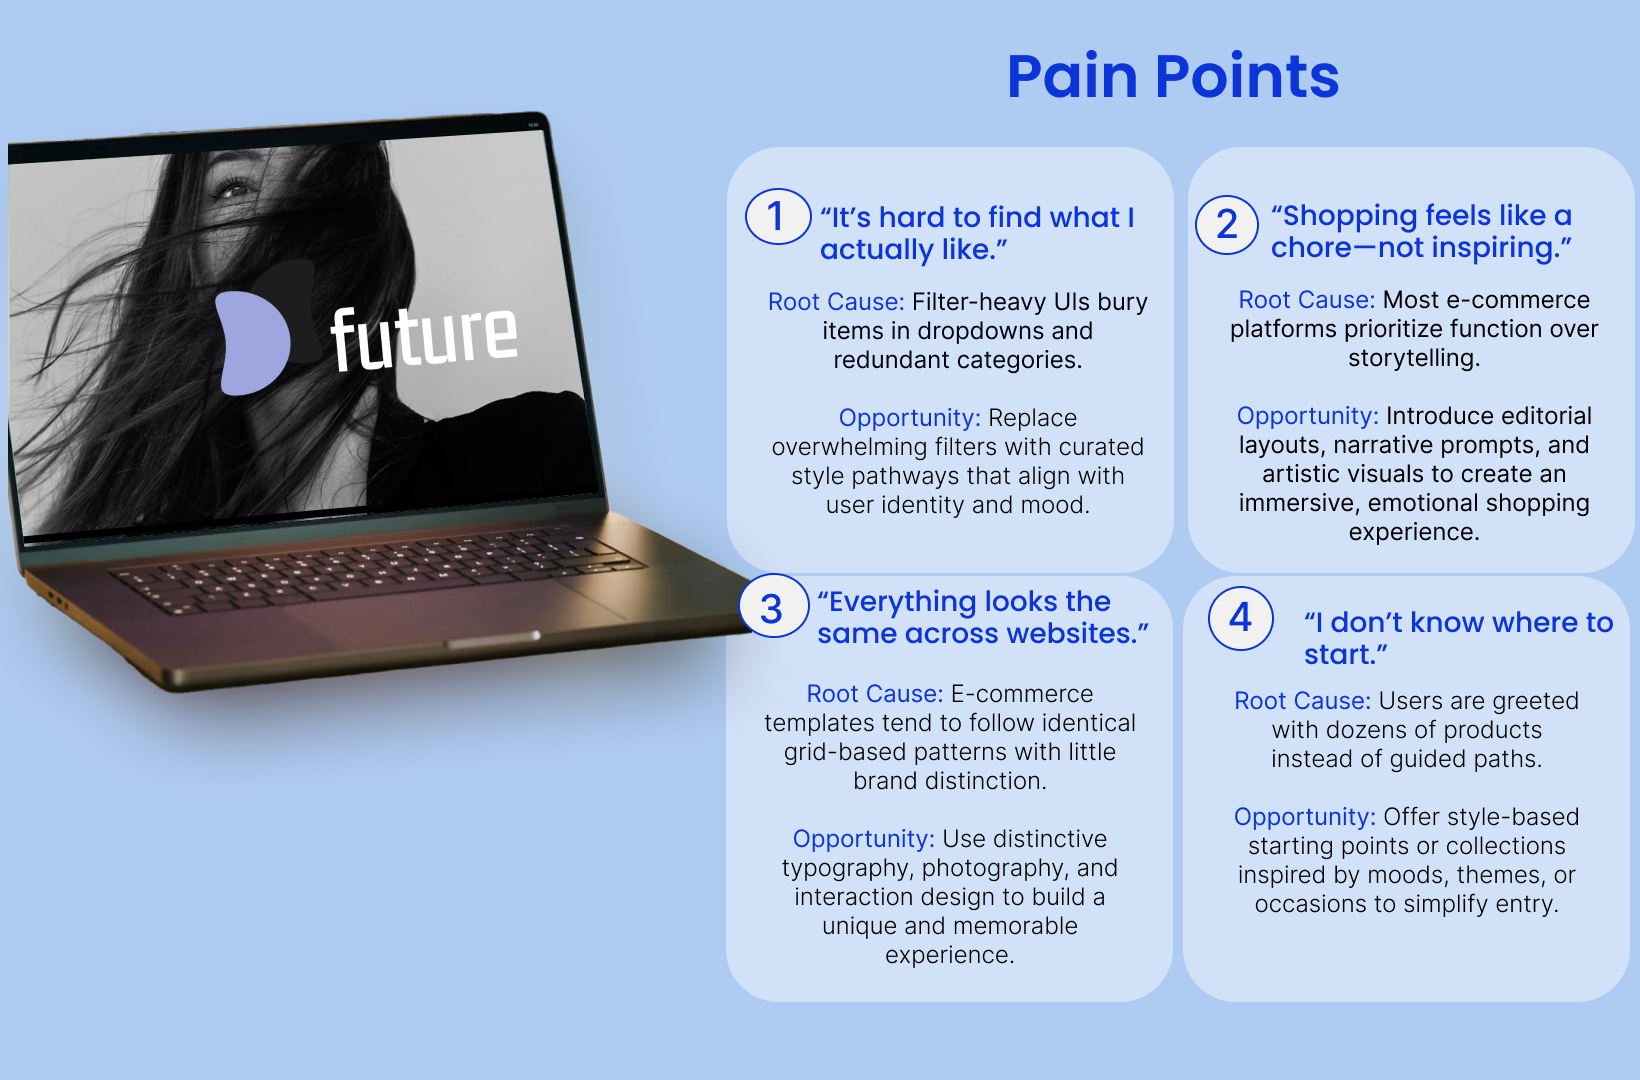 Pain Points
future
1
“It’s hard to find what I
actually like.”
Root Cause: Filter-heavy UIs bury
items in dropdowns and
redundant categories.
Opportunity: Replace
overwhelming filters with curated
style pathways that align with
user identity and mood.
2
“Shopping feels like a
chore—not inspiring.”
Root Cause: Most e-commerce
platforms prioritize function over
storytelling.
Opportunity: Introduce editorial
layouts, narrative prompts, and
artistic visuals to create an
immersive, emotional shopping
experience.
3
“Everything looks the
same across websites.”
Root Cause: E-commerce
templates tend to follow identical
grid-based patterns with little
brand distinction.
Opportunity: Use distinctive
typography, photography, and
interaction design to build a
unique and memorable
experience.
4
“I don’t know where to
start.”
Root Cause: Users are greeted
with dozens of products
instead of guided paths.
Opportunity: Offer style-based
starting points or collections
inspired by moods, themes, or
occasions to simplify entry.